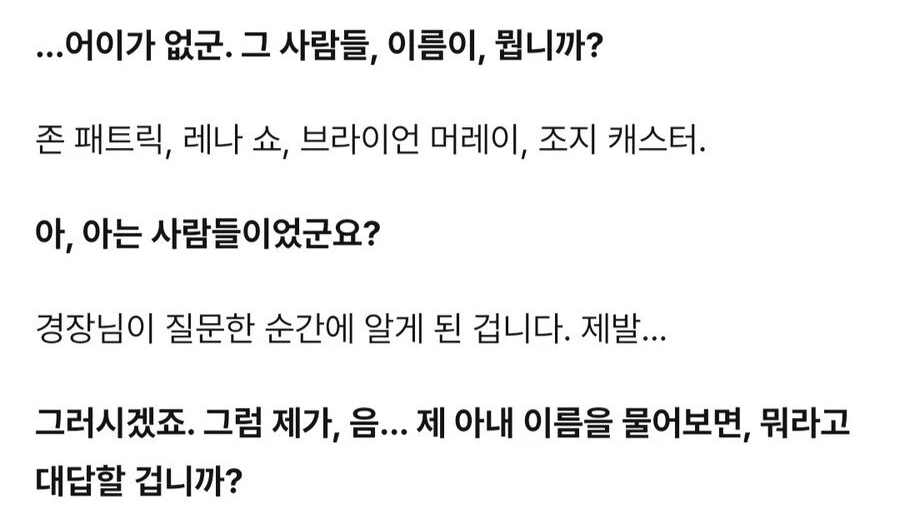 ...어이가 없군. 그 사람들, 이름이, 뭡니까?
존 패트릭, 레나 쇼, 브라이언 머레이, 조지 캐스터.
아, 아는 사람들이었군요?
경장님이 질문한 순간에 알게 된 겁니다. 제발...
그러시겠죠. 그럼 제가, 음... 제 아내 이름을 물어보면, 뭐라고
대답할 겁니까?